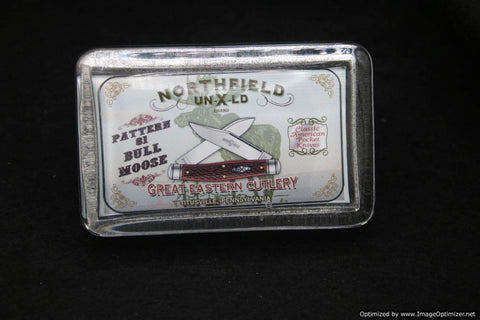 NORTHFIELD
UN-X-LD
BRAND
PATTERN
81
BULL
MOOSE
Classic
American
Pocket
Knives
GREAT EASTERN CUTLERY
TITUSVILLE, PENNSYLVANIA
Optimized by www.ImageOptimizer.net